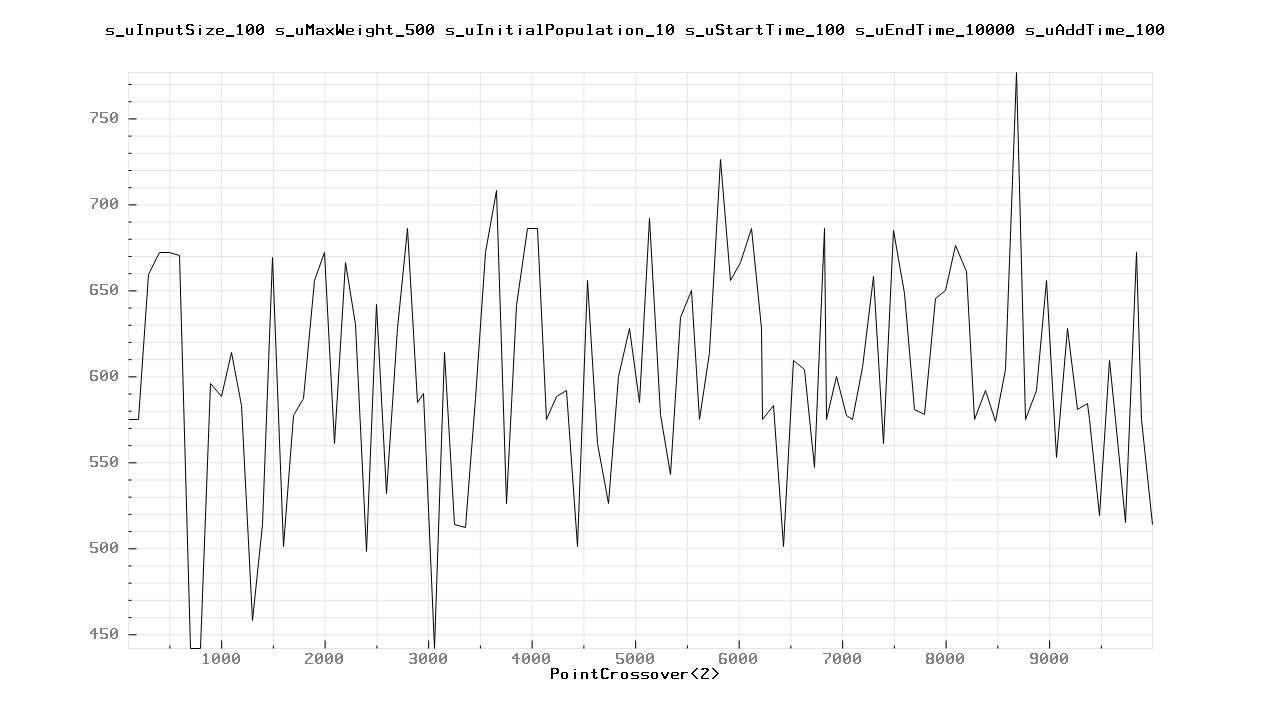 s_uInputSize_100 s_uMaxWeight_500 s_uInitialPopulation_10 s_uStartTime_100 s_uEndTime_10000 s_uAddTime_100
750
700
650
600
550
500
450
1000 2000 3000 4000 5000 6000 7000 8000 9000
PointCrossover<2>